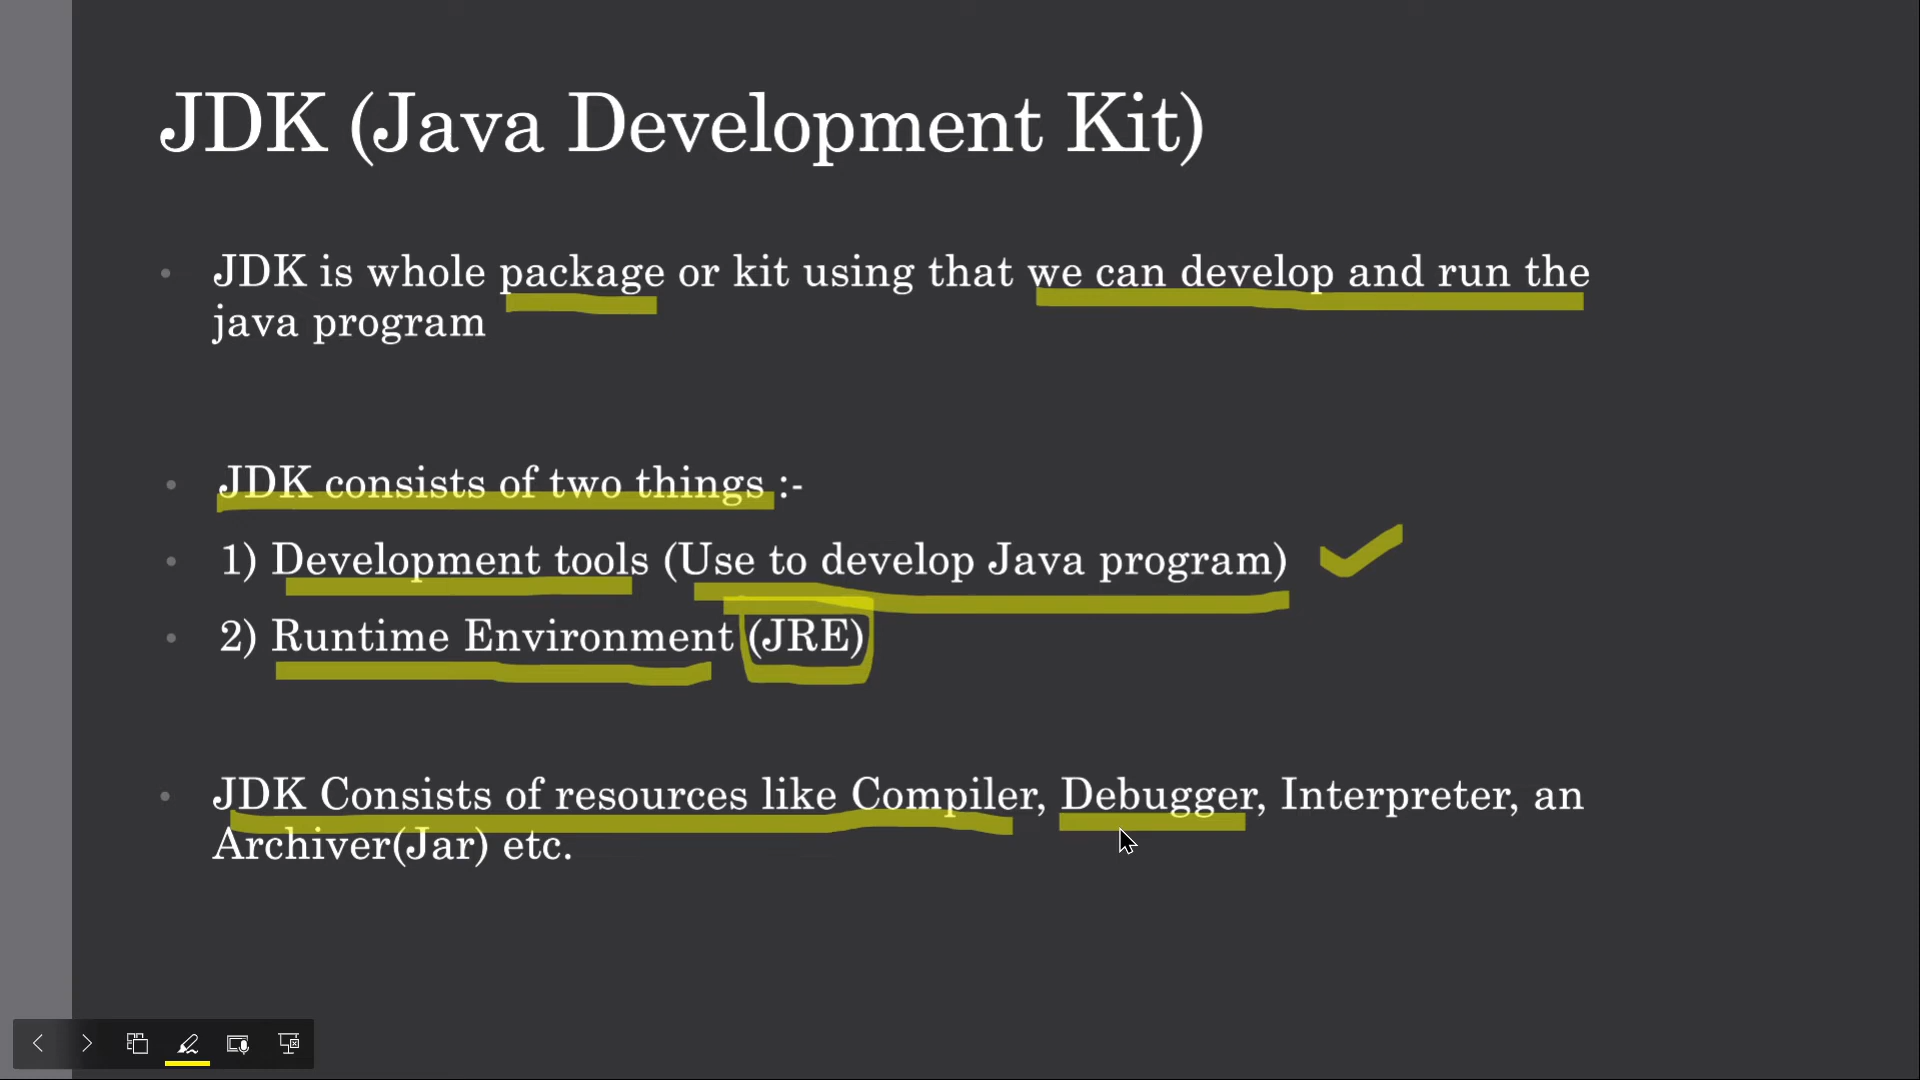 JDK (Java Development Kit)
JDK is whole package or kit using that we can develop and run the
java program
JDK consists of two things :-
1) Development tools (Use to develop Java program)
2) Runtime Environment (JRE)
JDK Consists of resources like Compiler, Debugger, Interpreter, an
Archiver(Jar) etc.